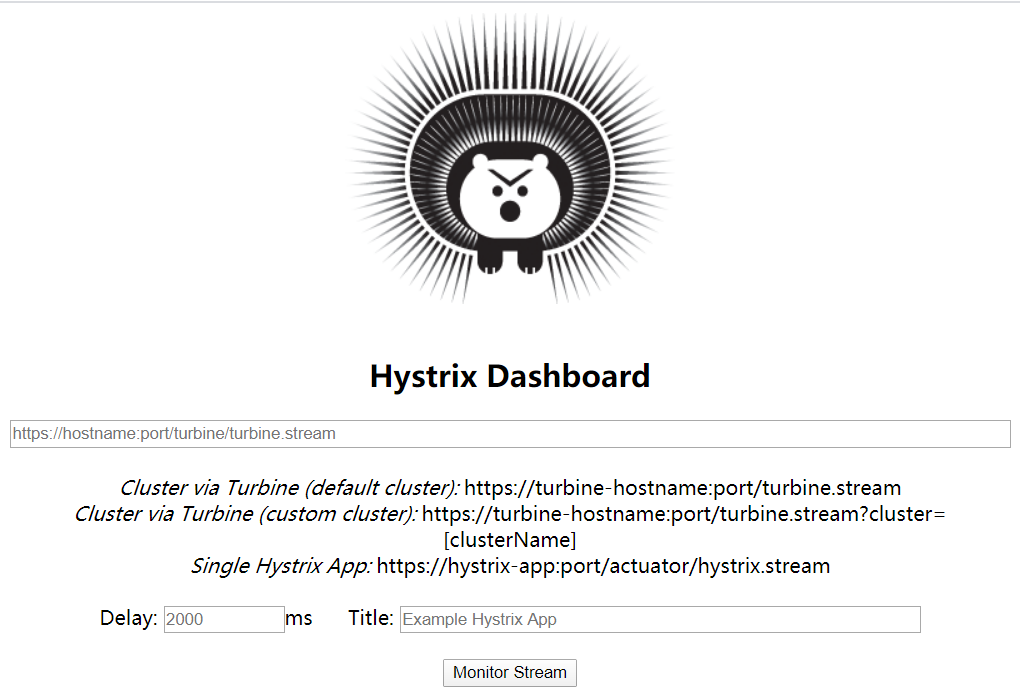 Hystrix Dashboard
https://hostname:port/turbine/turbine.stream
Cluster via Turbine (default cluster): https://turbine-hostname:port/turbine.stream
Cluster via Turbine (custom cluster): https://turbine-hostname:port/turbine.stream?cluster=
[clusterName]
Single Hystrix App: https://hystrix-app:port/actuator/hystrix.stream
Delay: 2000 ms Title: Example Hystrix App
Monitor Stream